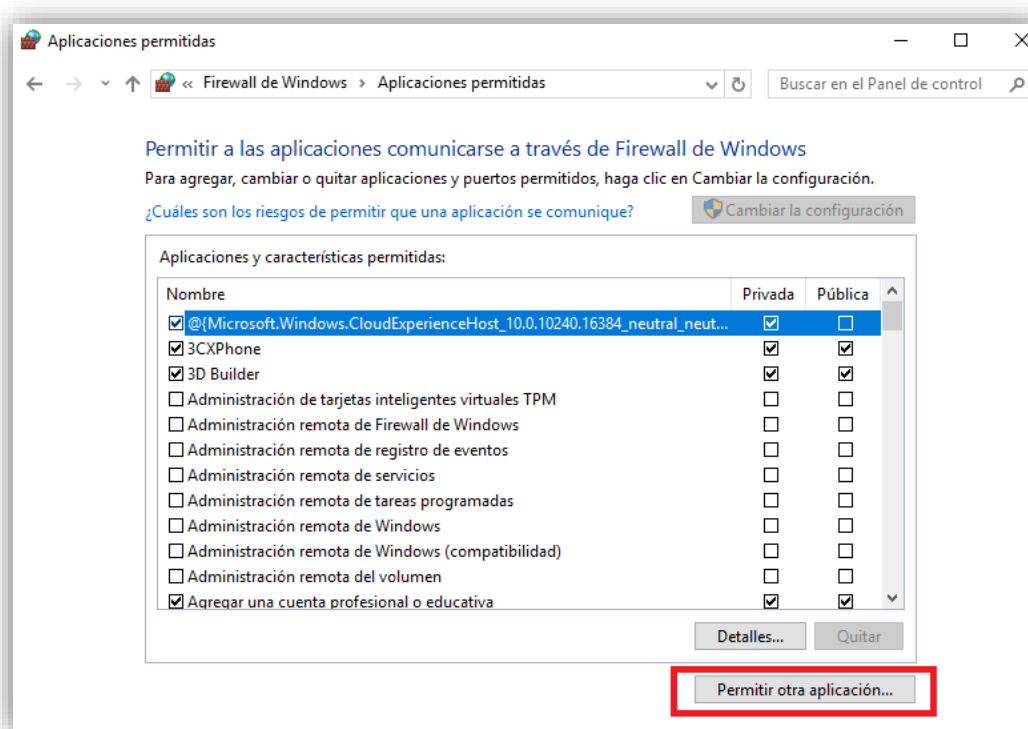 Aplicaciones permitidas
« Firewall de Windows > Aplicaciones permitidas
Buscar en el Panel de control
Permitir a las aplicaciones comunicarse a través de Firewall de Windows
Para agregar, cambiar o quitar aplicaciones y puertos permitidos, haga clic en Cambiar la configuración.
¿Cuáles son los riesgos de permitir que una aplicación se comunique?
Cambiar la configuración
Aplicaciones y características permitidas:
Nombre Privada Pública
@{Microsoft.Windows.CloudExperienceHost_10.0.10240.16384_neutral_neut...
3CXPhone
3D Builder
Administración de tarjetas inteligentes virtuales TPM
Administración remota de Firewall de Windows
Administración remota de registro de eventos
Administración remota de servicios
Administración remota de tareas programadas
Administración remota de Windows
Administración remota de Windows (compatibilidad)
Administración remota del volumen
Agregar una cuenta profesional o educativa
Detalles... Quitar
Permitir otra aplicación...